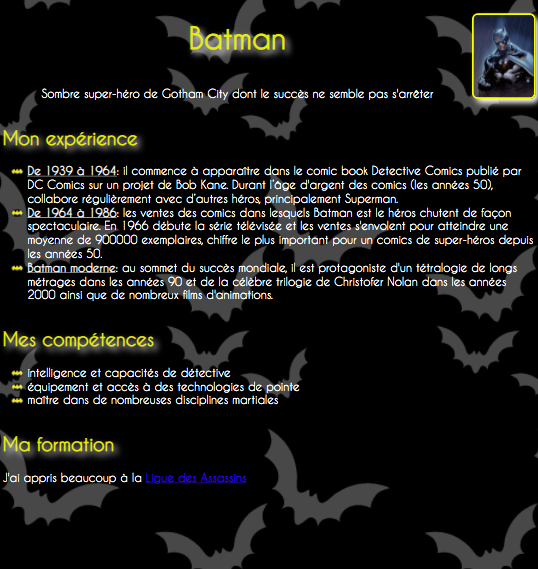 Batman
Sombre super-héro de Gotham City dont le succès ne semble pas s'arrêter
Mon expérience
De 1939 à 1964: il commence à apparaître dans le comic book Detective Comics publié par
DC Comics sur un projet de Bob Kane. Durant l'âge d'argent des comics (les années 50),
collabore régulièrement avec d'autres héros, principalement Superman.
De 1964 à 1986: les ventes des comics dans lesquels Batman est le héros chutent de façon
spectaculaire. En 1966 débute la série télévisée et les ventes s'envolent pour atteindre une
moyenne de 900000 exemplaires, chiffre le plus important pour un comics de super-héros depuis
les années 50.
Batman moderne: au sommet du succès mondiale, il est protagoniste d'un tétralogie de longs
métrages dans les années 90 et de la célèbre trilogie de Christofer Nolan dans les années
2000 ainsi que de nombreux films d'animations.
Mes compétences
intelligence et capacités de détective
équipement et accès à des technologies de pointe
maître dans de nombreuses disciplines martiales
Ma formation
J'ai appris beaucoup à la Ligue des Assassins